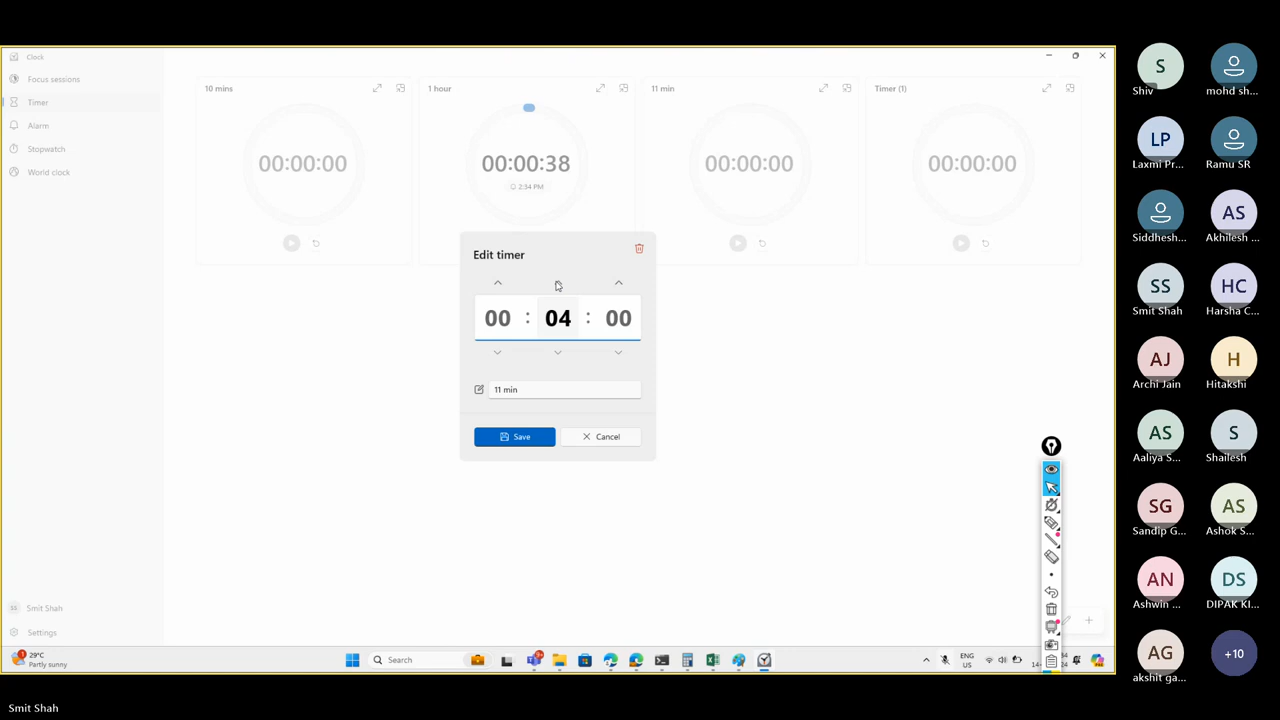 Clock
Focus sessions
Timer
Alarm
Stopwatch
World clock
10 mins
00:00:00
1 hour
00:00:38
2:34 PM
11 min
00:00:00
Timer (1)
00:00:00
Edit timer
00 : 04 : 00
11 min
Save
Cancel
SS Smit Shah
Settings
29°C
Partly sunny
Search
ENG
US
S
Shiv
mohd sh...
LP
Laxmi Pr...
Ramu SR
Siddhesh...
AS
Akhilesh ...
SS
Smit Shah
HC
Harsha C...
AJ
Archi Jain
H
Hitakshi
AS
Aaliya S...
S
Shailesh
SG
Sandip G...
AS
Ashok S...
AN
Ashwin ...
DS
DIPAK KI...
AG
akshit ga...
+10
Smit Shah